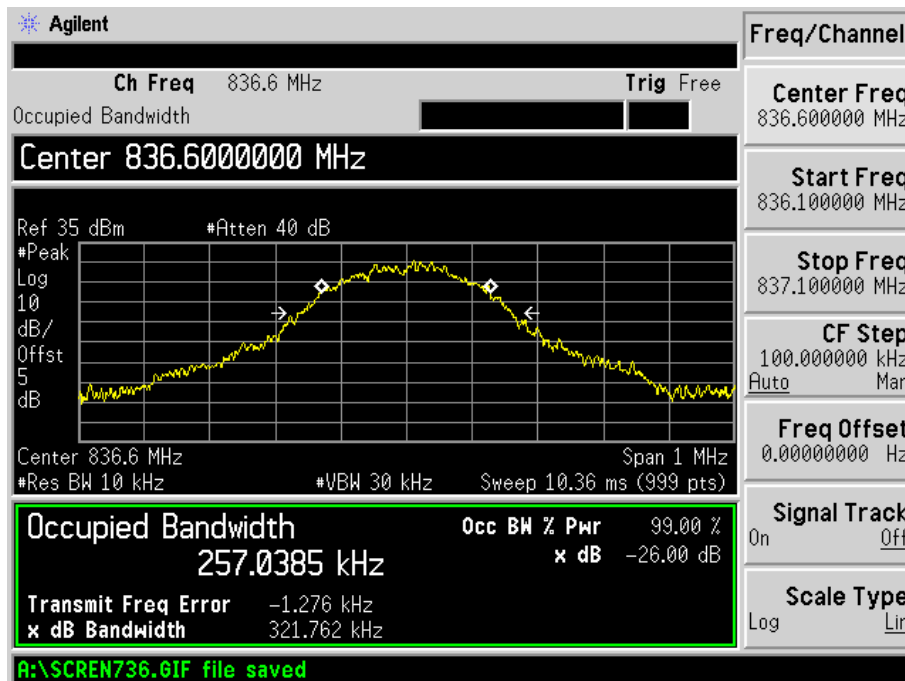 Agilent
Freq/Channel
Ch Freq 836.6 MHz Trig Free
Occupied Bandwidth
Center 836.6000000 MHz
Ref 35 dBm #Atten 40 dB
#Peak
Log
10
dB/
Offst
5
dB
Center 836.6 MHz Span 1 MHz
#Res BW 10 kHz #VBW 30 kHz Sweep 10.36 ms (999 pts)
Occupied Bandwidth
257.0385 kHz
Occ BW % Pwr 99.00 %
x dB -26.00 dB
Transmit Freq Error -1.276 kHz
x dB Bandwidth 321.762 kHz
A:\SCREN736.GIF file saved
Center Freq
836.600000 MHz
Start Freq
836.100000 MHz
Stop Freq
837.100000 MHz
CF Step
100.000000 kHz
Auto Man
Freq Offset
0.00000000 Hz
Signal Track
On Off
Scale Type
Log Lin